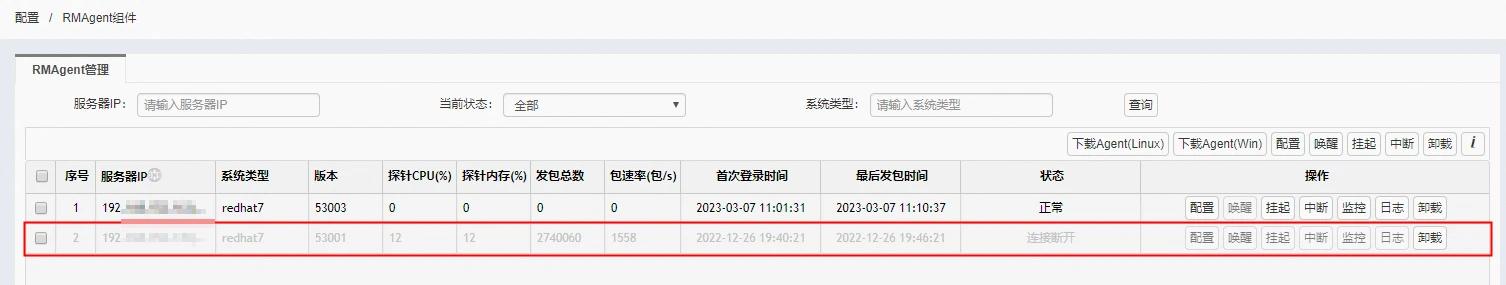 配置 / RMAgent组件
RMAgent管理
服务器IP: 请输入服务器IP 当前状态: 全部 系统类型: 请输入系统类型 查询
下载Agent(Linux) 下载Agent(Win) 配置 唤醒 挂起 中断 卸载 i
序号 服务器IP 系统类型 版本 探针CPU(%) 探针内存(%) 发包总数 包速率(包/s) 首次登录时间 最后发包时间 状态 操作
1 192. redhat7 53003 0 0 0 0 2023-03-07 11:01:31 2023-03-07 11:10:37 正常 配置 唤醒 挂起 中断 监控 日志 卸载
2 192. redhat7 53001 12 12 2740060 1558 2022-12-26 19:40:21 2022-12-26 19:46:21 连接断开 配置 唤醒 挂起 中断 监控 日志 卸载